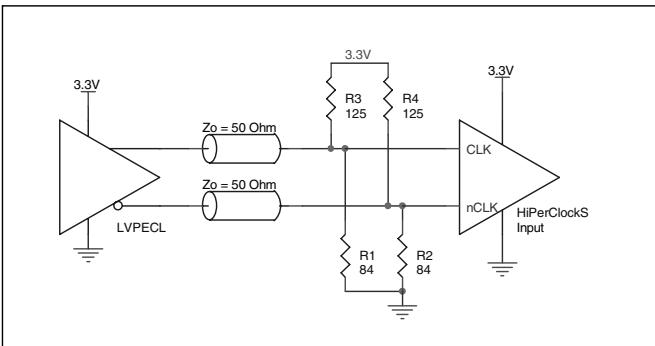 3.3V
3.3V
3.3V
R3
125
R4
125
Zo = 50 Ohm
CLK
Zo = 50 Ohm
nCLK
HiPerClockS
Input
LVPECL
R1
84
R2
84